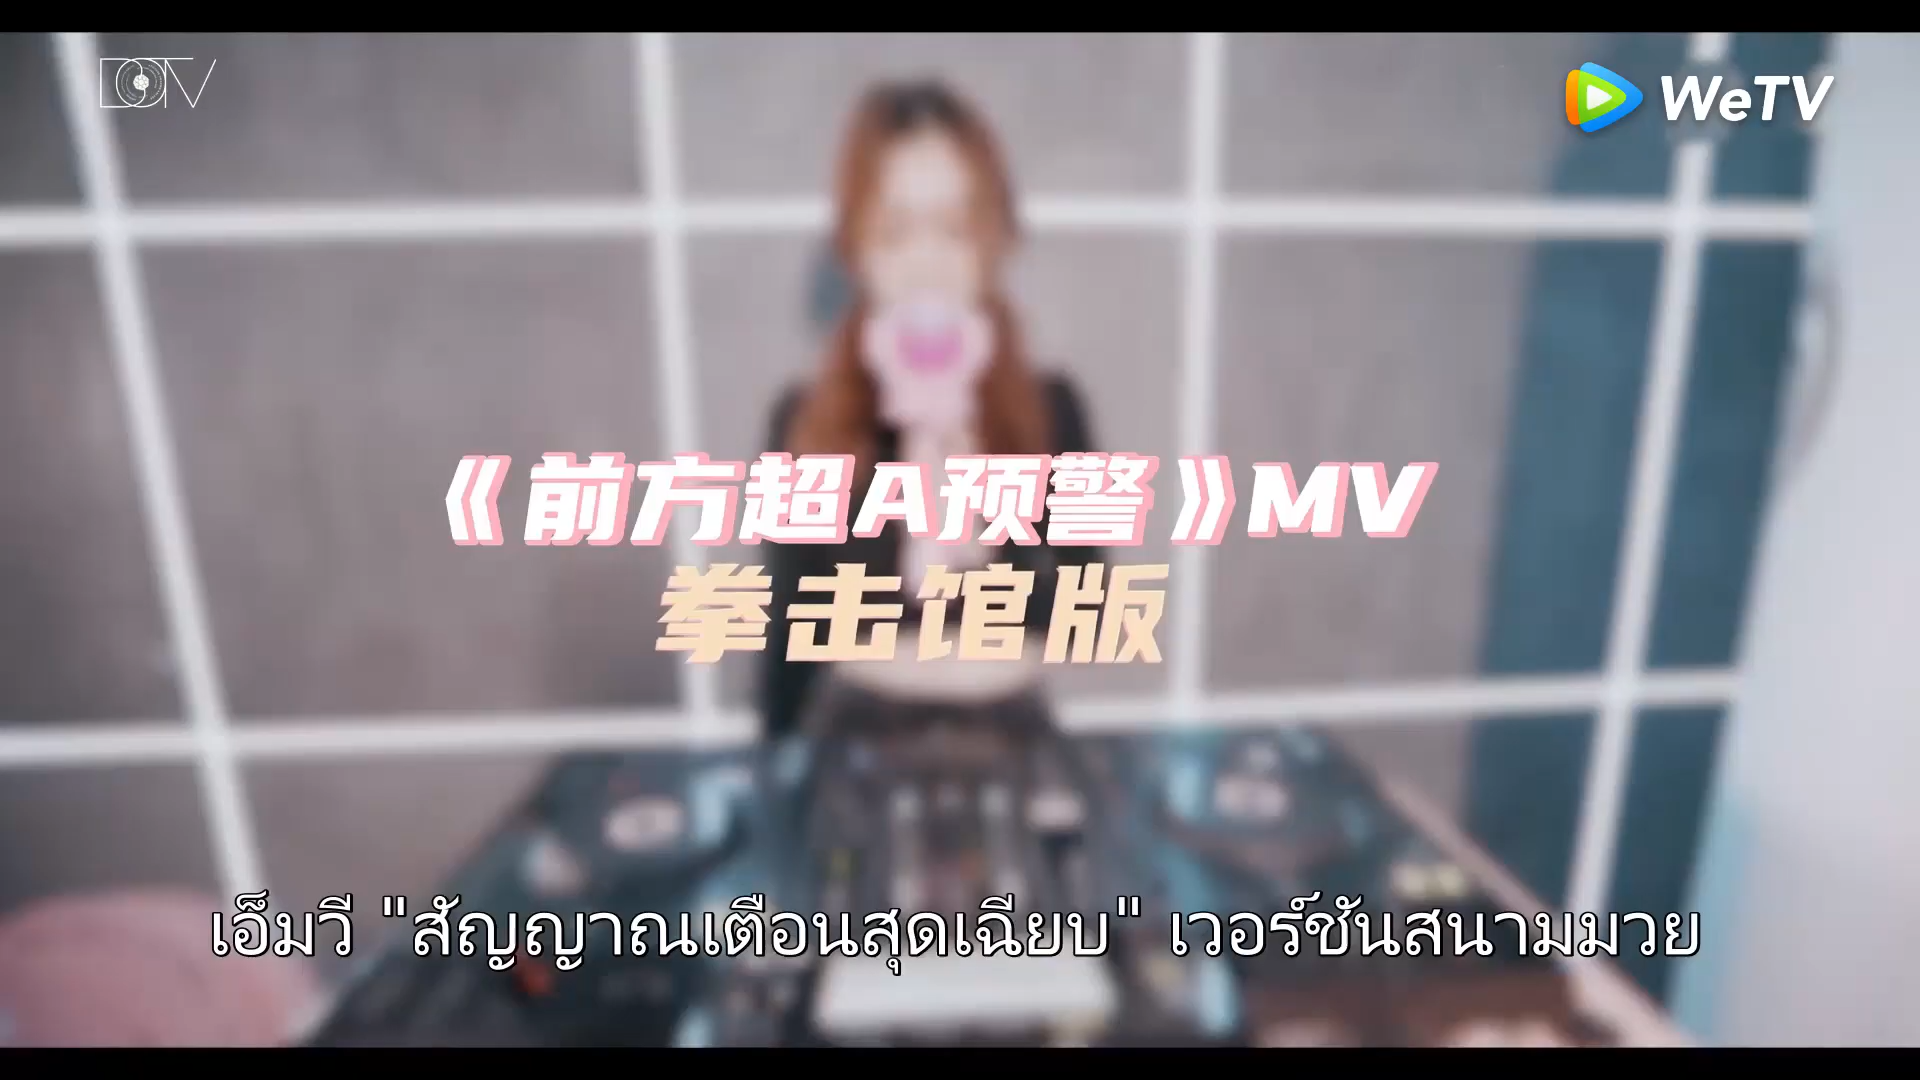 DOTV
WeTV
《前方超A预警》MV
拳击馆版
เอ็มวี "สัญญาณเตือนสุดเฉียบ" เวอร์ชันสนามมวย